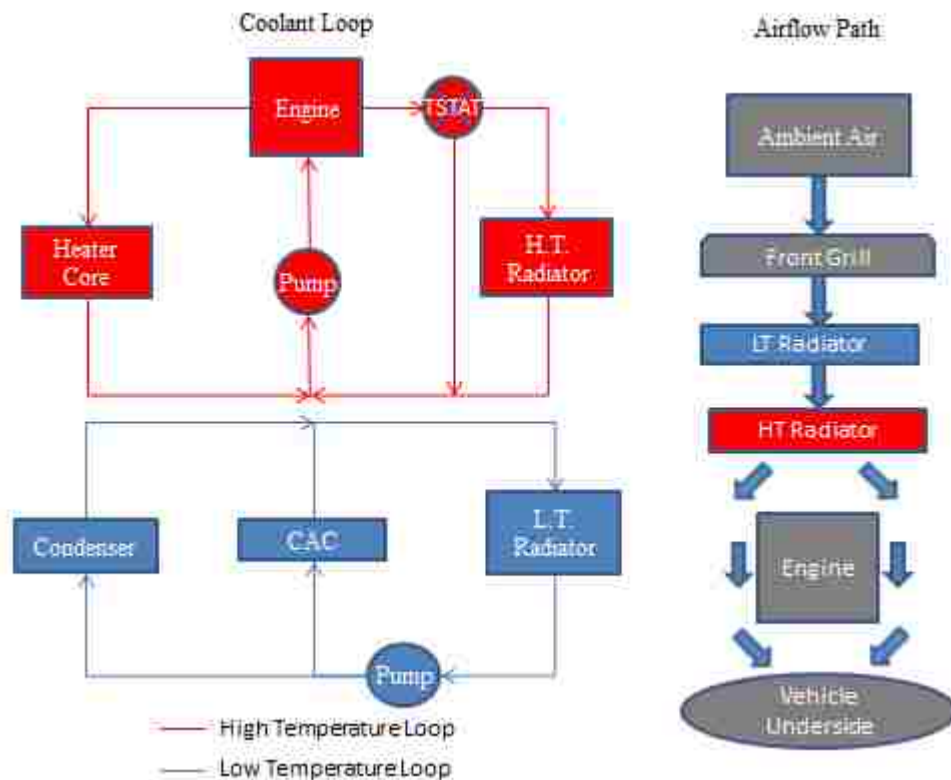 Coolant Loop
Engine
TSTAT
Heater
Core
Pump
H.T.
Radiator
Condenser
CAC
L.T.
Radiator
Pump
High Temperature Loop
Low Temperature Loop
Airflow Path
Ambient Air
Front Grill
LT Radiator
HT Radiator
Engine
Vehicle
Underside